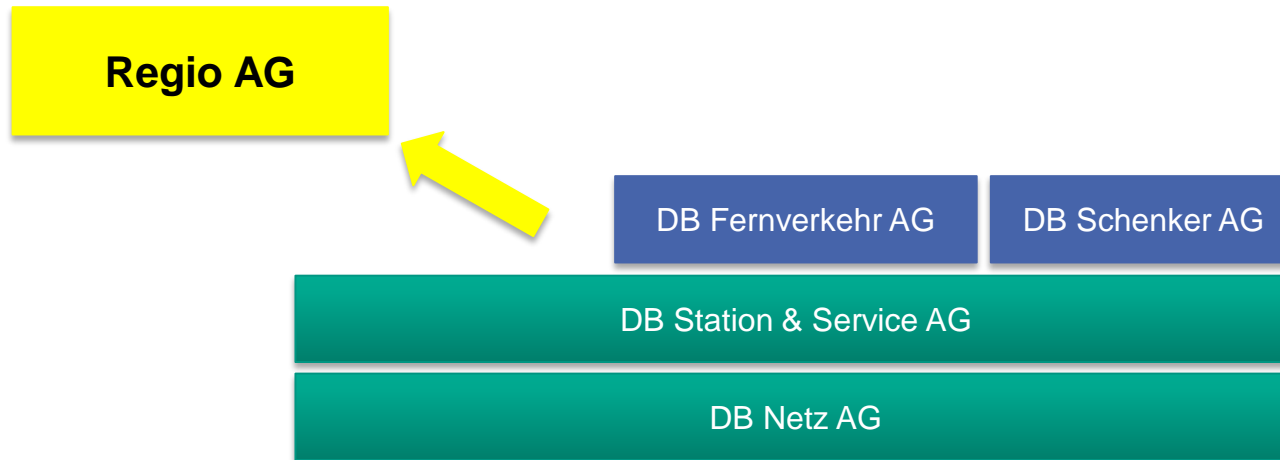 Regio AG
DB Fernverkehr AG
DB Schenker AG
DB Station & Service AG
DB Netz AG